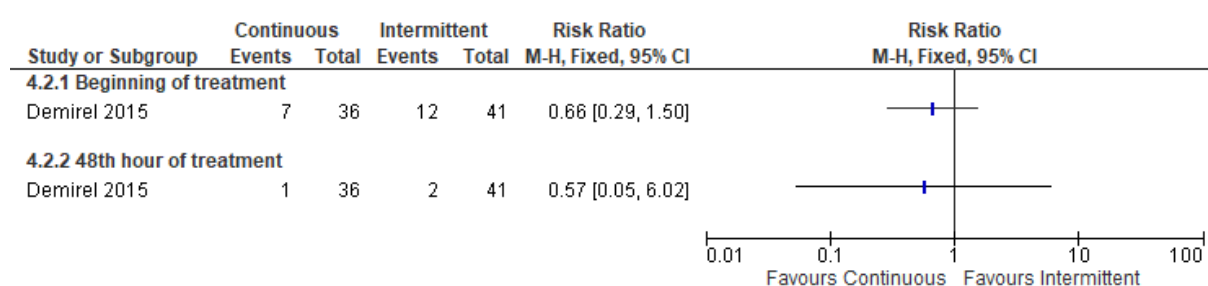 Continuous Intermittent Risk Ratio Risk Ratio
Study or Subgroup Events Total Events Total M-H, Fixed, 95% CI M-H, Fixed, 95% CI
4.2.1 Beginning of treatment
Demirel 2015 7 36 12 41 0.66 [0.29, 1.50]
4.2.2 48th hour of treatment
Demirel 2015 1 36 2 41 0.57 [0.05, 6.02]
0.01 0.1 1 10 100
Favours Continuous Favours Intermittent